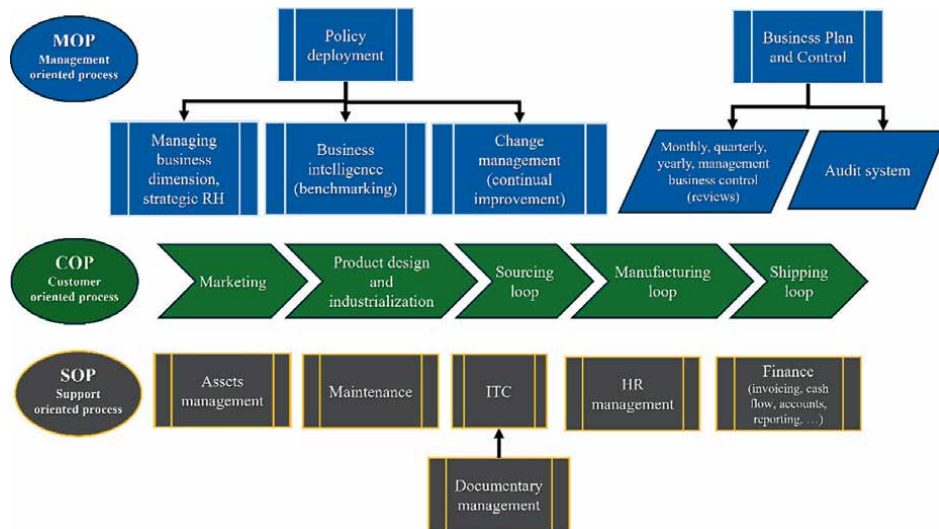 MOP
Management
oriented process
Policy
deployment
Business Plan
and Control
Managing
business
dimension,
strategic RH
Business
intelligence
(benchmarking)
Change
management
(continual
improvement)
Monthly, quarterly,
yearly, management
business control
(reviews)
Audit system
COP
Customer
oriented process
Marketing
Product design
and
industrialization
Sourcing
loop
Manufacturing
loop
Shipping
loop
SOP
Support
oriented process
Assets
management
Maintenance
ITC
HR
management
Finance
(invoicing, cash
flow, accounts,
reporting, …)
Documentary
management